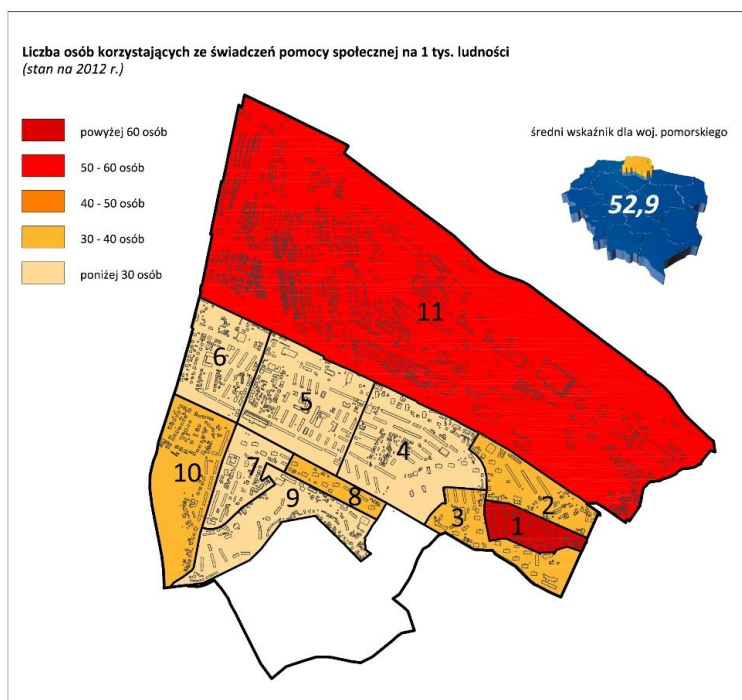 Liczba osób korzystających ze świadczeń pomocy społecznej na 1 tys. ludności
(stan na 2012 r.)
powyżej 60 osób
50 - 60 osób
40 - 50 osób
30 - 40 osób
poniżej 30 osób
średni wskaźnik dla woj. pomorskiego
52,9
11
6
5
4
10
7
9
8
2
3
1